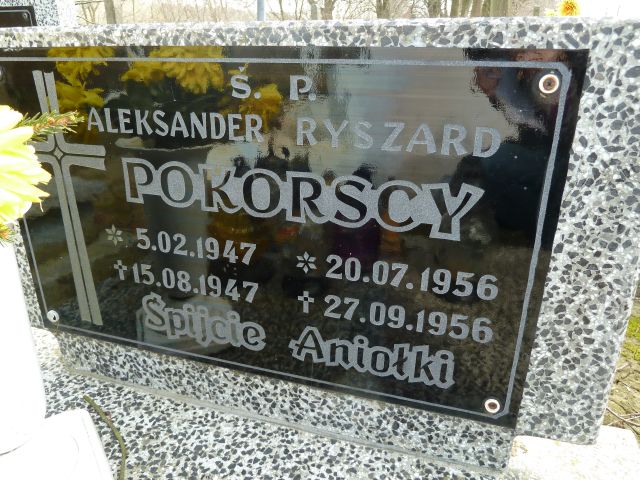 Ś. P.
ALEKSANDER RYSZARD
POKORSCY
* 5.02.1947 * 20.07.1956
† 15.08.1947 † 27.09.1956
Śpijcie Aniołki